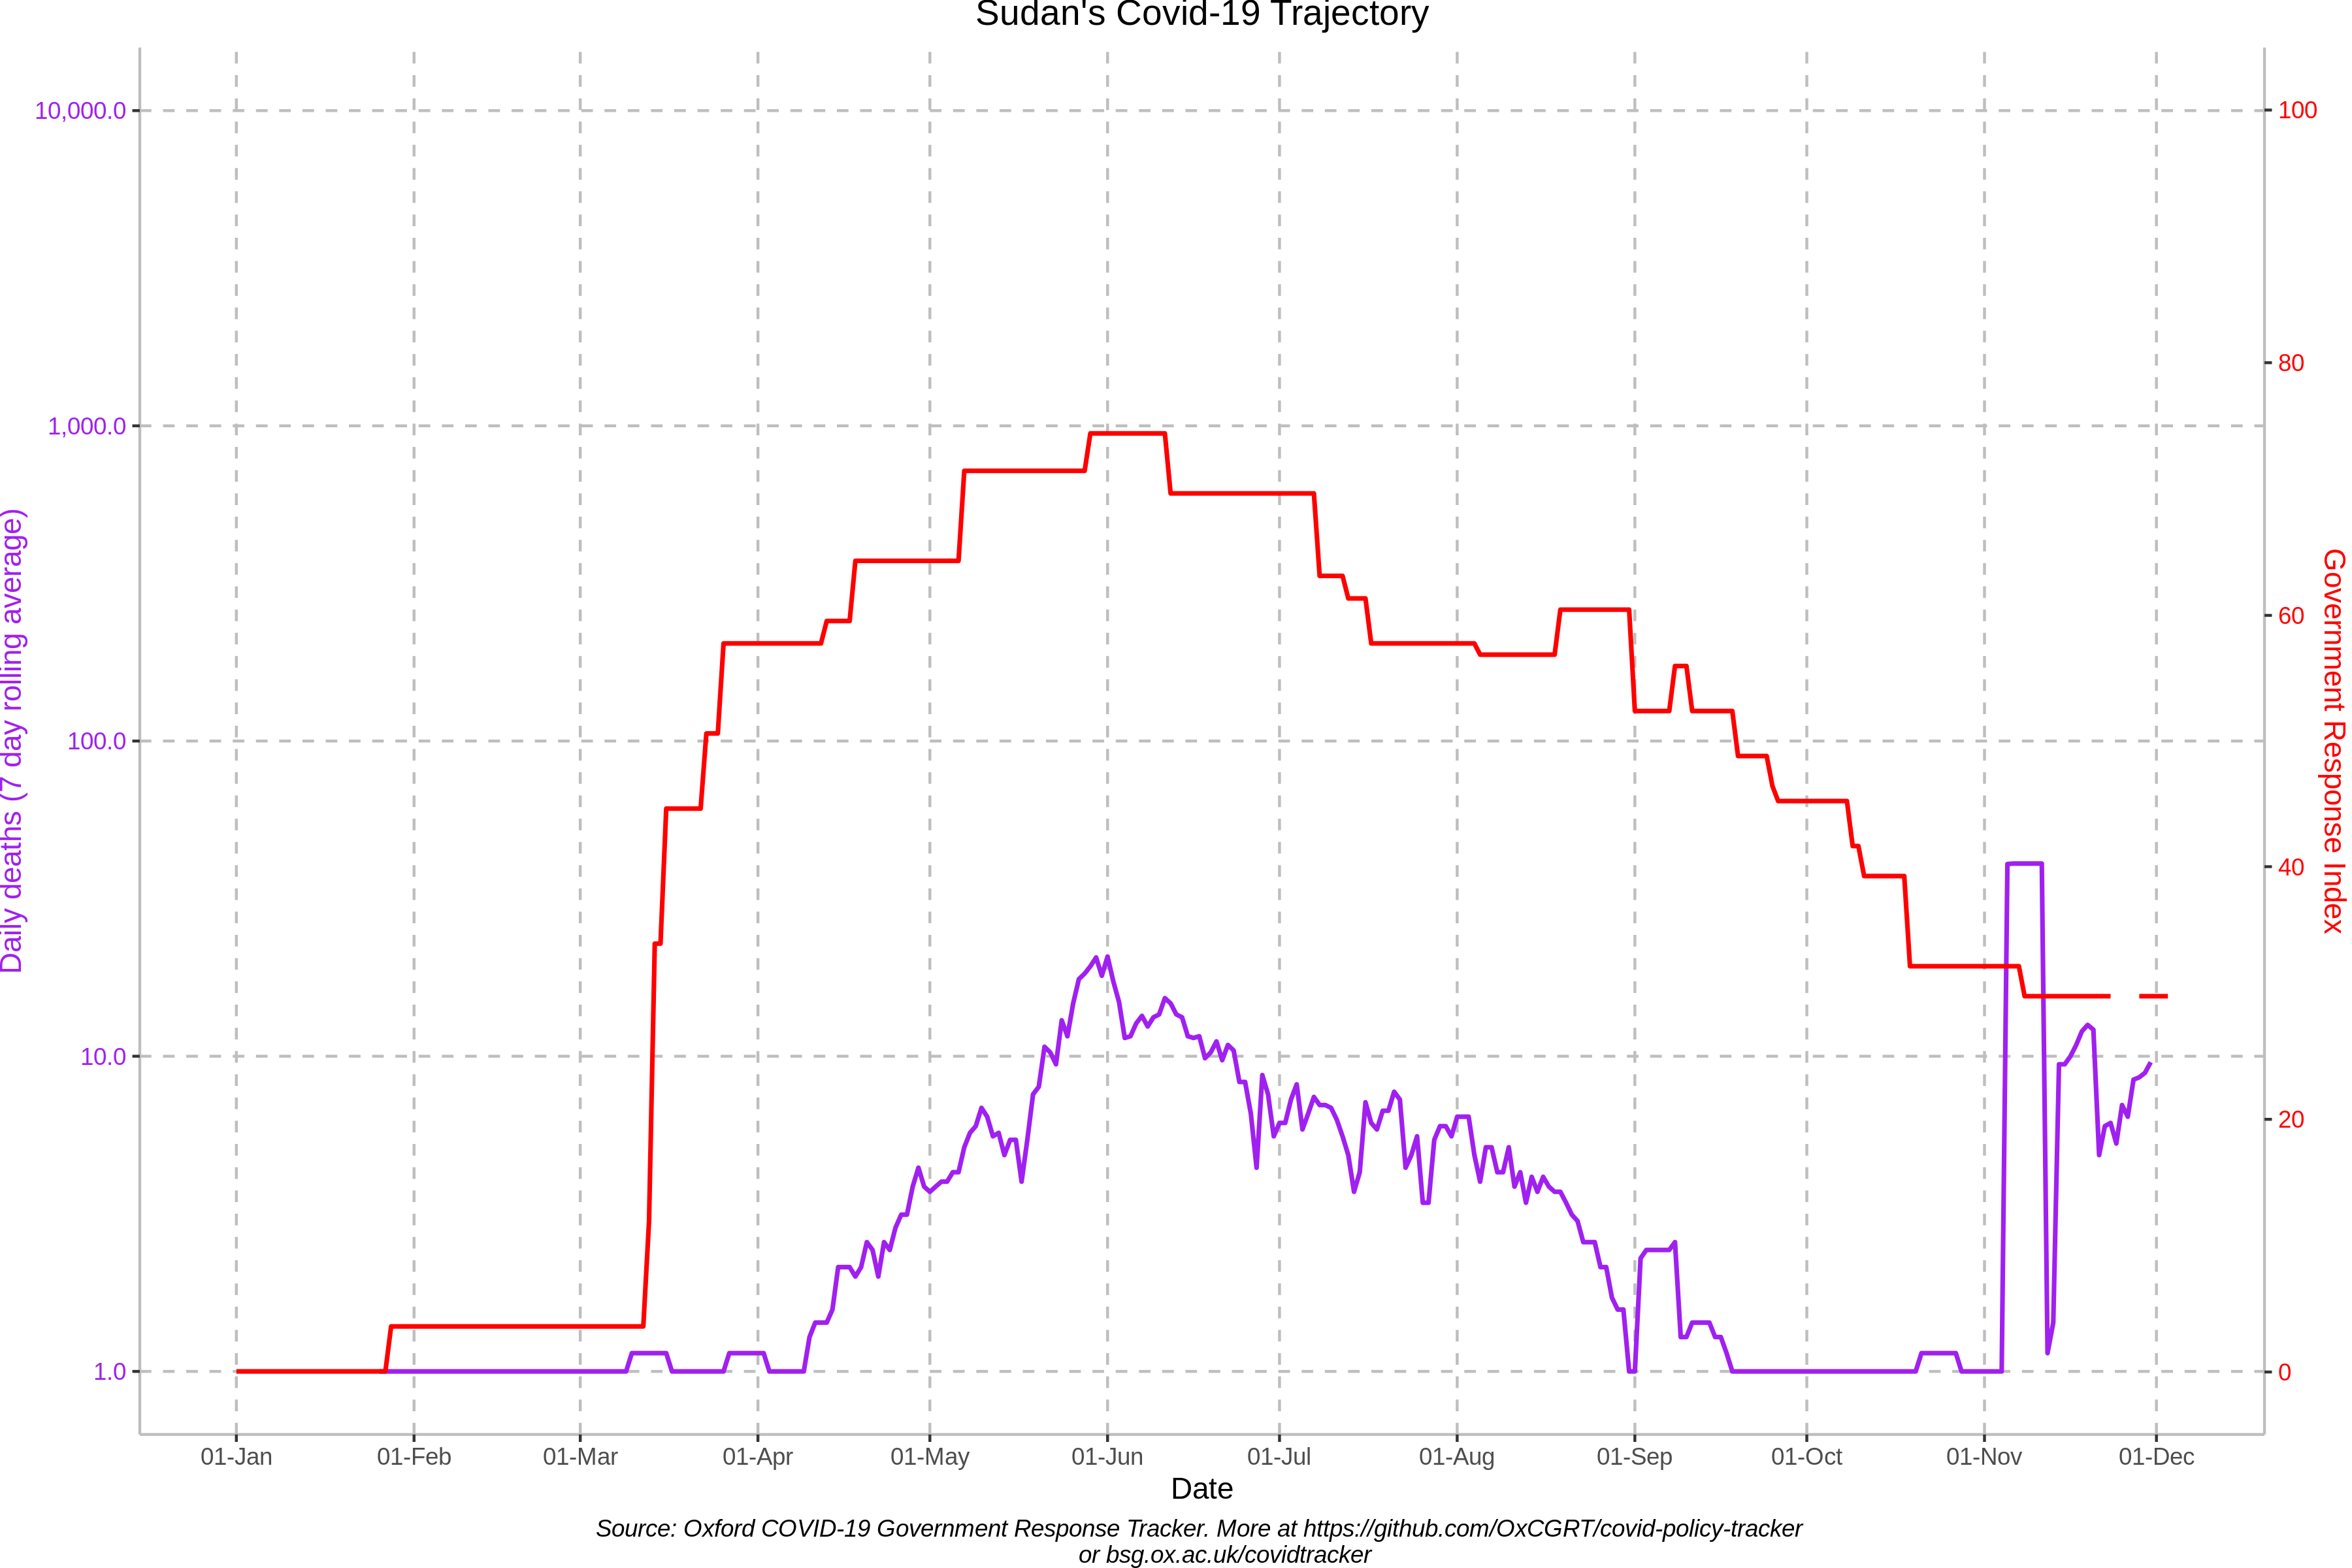 Sudan's Covid-19 Trajectory
10,000.0
1,000.0
100.0
10.0
1.0
Daily deaths (7 day rolling average)
100
80
60
40
20
0
Government Response Index
01-Jan 01-Feb 01-Mar 01-Apr 01-May 01-Jun 01-Jul 01-Aug 01-Sep 01-Oct 01-Nov 01-Dec
Date
Source: Oxford COVID-19 Government Response Tracker. More at https://github.com/OxCGRT/covid-policy-tracker
or bsg.ox.ac.uk/covidtracker